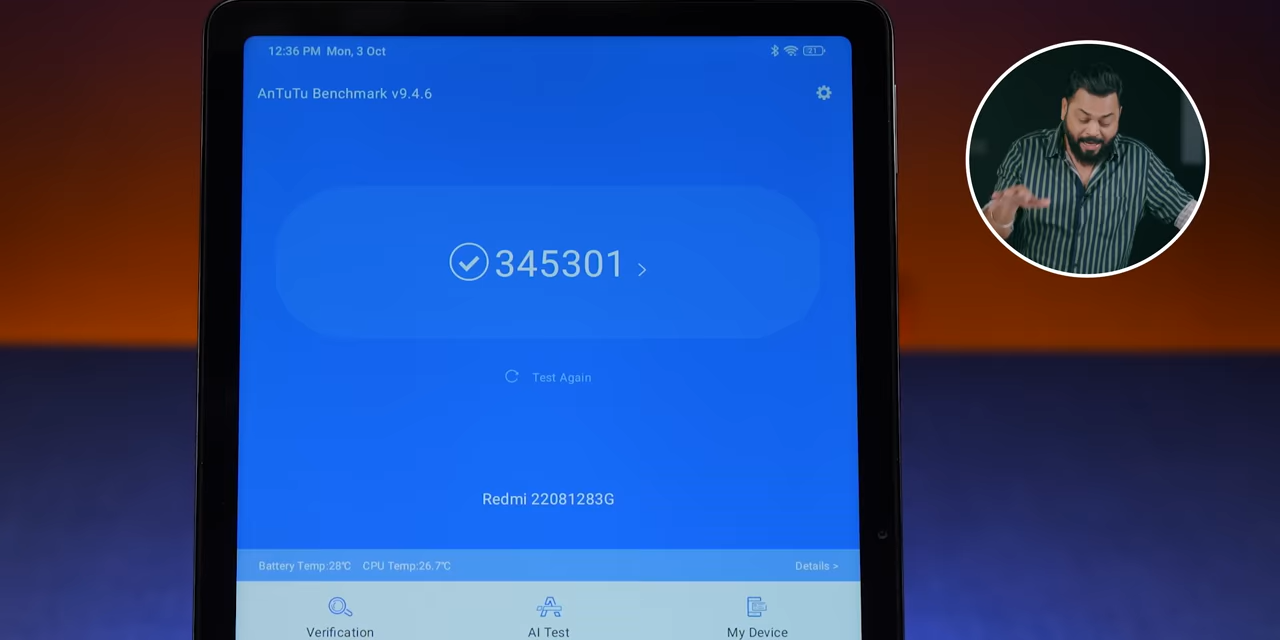 12:36 PM Mon, 3 Oct
21
AnTuTu Benchmark v9.4.6
345301 >
Test Again
Redmi 22081283G
Battery Temp:28℃ CPU Temp:26.7℃ Details >
Verification AI Test My Device